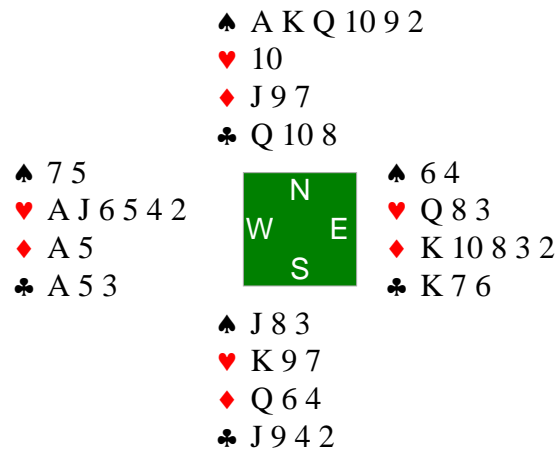 ♠ A K Q 10 9 2
♥ 10
♦ J 9 7
♣ Q 10 8
♠ 7 5
♥ A J 6 5 4 2
♦ A 5
♣ A 5 3
N
W E
S
♠ 6 4
♥ Q 8 3
♦ K 10 8 3 2
♣ K 7 6
♠ J 8 3
♥ K 9 7
♦ Q 6 4
♣ J 9 4 2